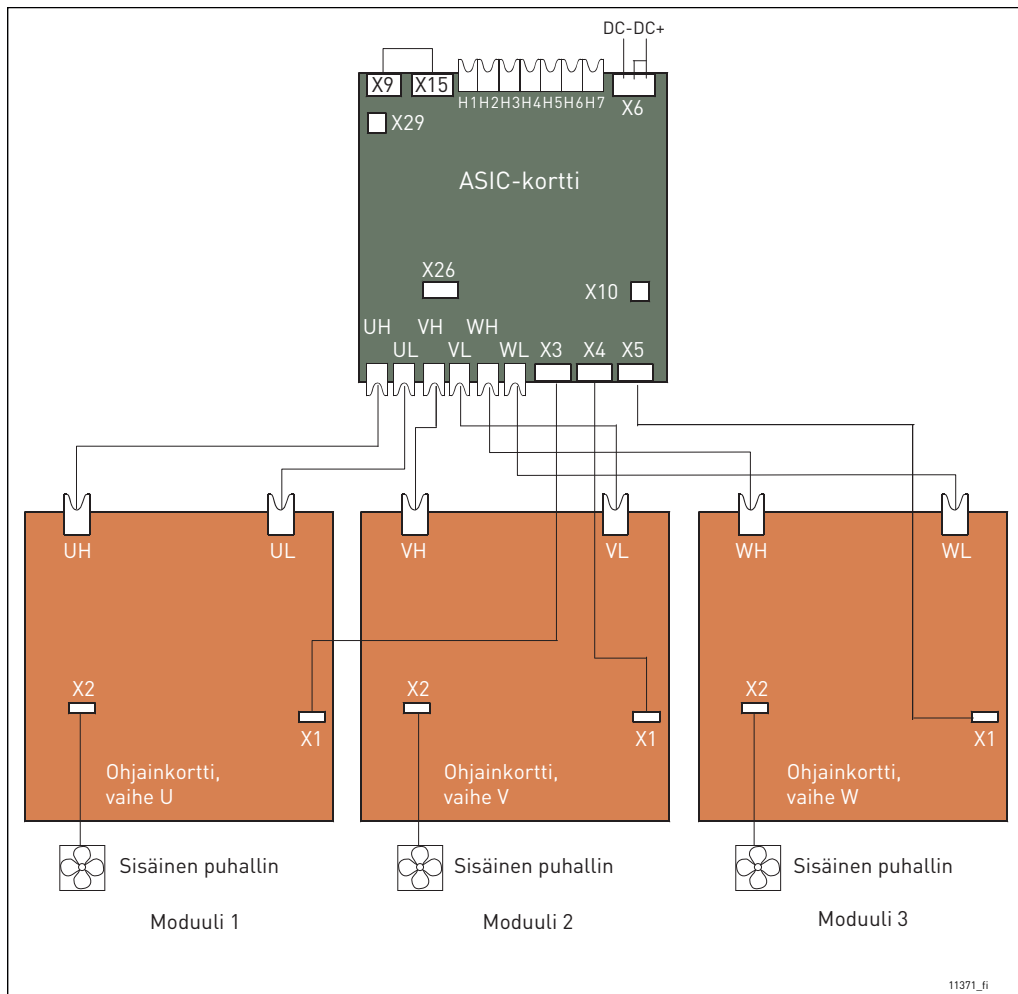 DC-DC+
X9 X15 H1H2H3H4H5H6H7 X6
X29
ASIC-kortti
X26
X10
UH VH WH
UL VL WL X3 X4 X5
UH UL VH VL WH WL
X2 X2 X2
X1 X1 X1
Ohjainkortti, Ohjainkortti, Ohjainkortti,
vaihe U vaihe V vaihe W
Sisäinen puhallin Sisäinen puhallin Sisäinen puhallin
Moduuli 1 Moduuli 2 Moduuli 3
11371_fi